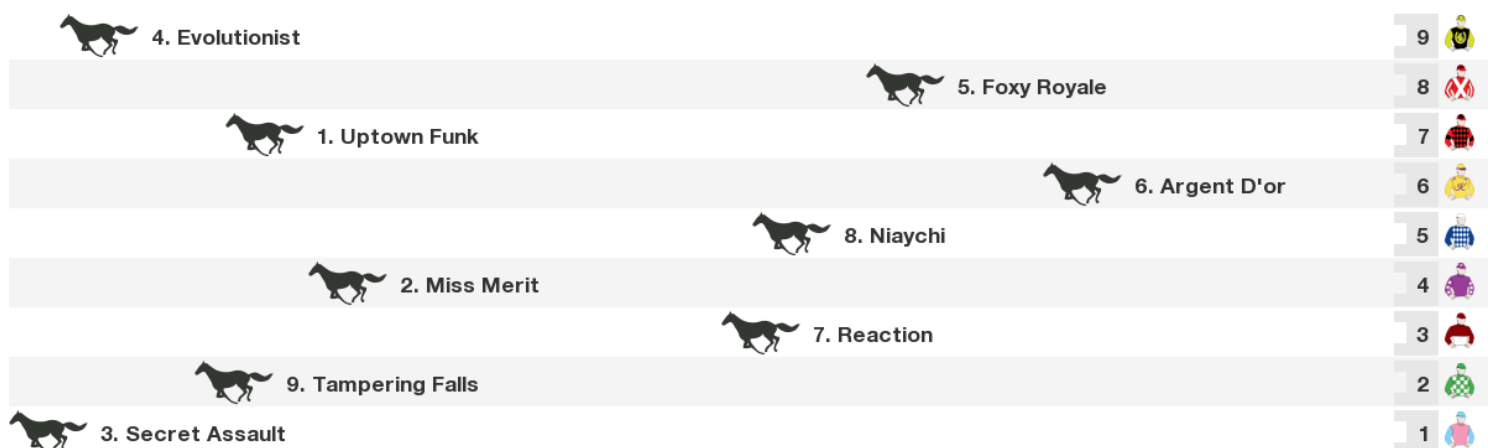 4. Evolutionist 9
5. Foxy Royale 8
1. Uptown Funk 7
6. Argent D'or 6
8. Niaychi 5
2. Miss Merit 4
7. Reaction 3
9. Tampering Falls 2
3. Secret Assault 1